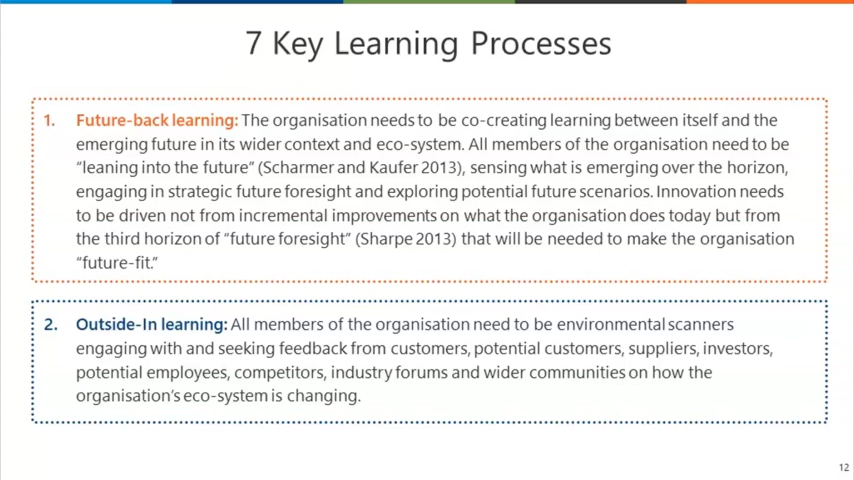 7 Key Learning Processes
1. Future-back learning: The organisation needs to be co-creating learning between itself and the
emerging future in its wider context and eco-system. All members of the organisation need to be
“leaning into the future” (Scharmer and Kaufer 2013), sensing what is emerging over the horizon,
engaging in strategic future foresight and exploring potential future scenarios. Innovation needs
to be driven not from incremental improvements on what the organisation does today but from
the third horizon of “future foresight” (Sharpe 2013) that will be needed to make the organisation
“future-fit.”
2. Outside-In learning: All members of the organisation need to be environmental scanners
engaging with and seeking feedback from customers, potential customers, suppliers, investors,
potential employees, competitors, industry forums and wider communities on how the
organisation’s eco-system is changing.
12